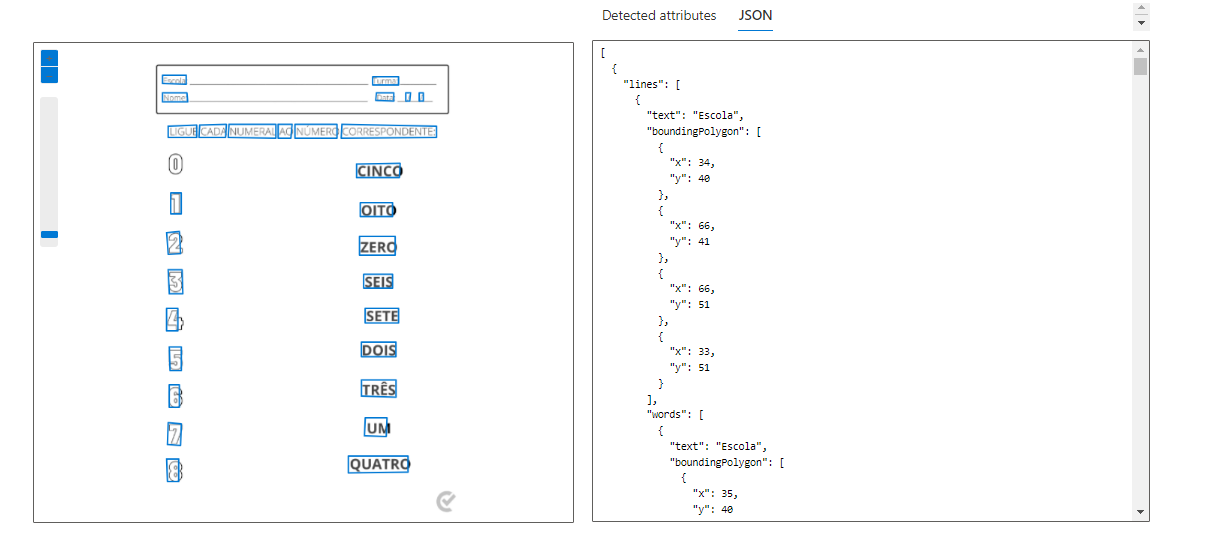 Detected attributes JSON
Escola Turma
Nome Data
LIGUE CADA NUMERAL AO NÚMERO CORRESPONDENTE:
0 CINCO
1 OITO
2 ZERO
3 SEIS
4 SETE
5 DOIS
6 TRÊS
7 UM
8 QUATRO
[
{
"lines": [
{
"text": "Escola",
"boundingPolygon": [
{
"x": 34,
"y": 40
},
{
"x": 66,
"y": 41
},
{
"x": 66,
"y": 51
},
{
"x": 33,
"y": 51
}
],
"words": [
{
"text": "Escola",
"boundingPolygon": [
{
"x": 35,
"y": 40